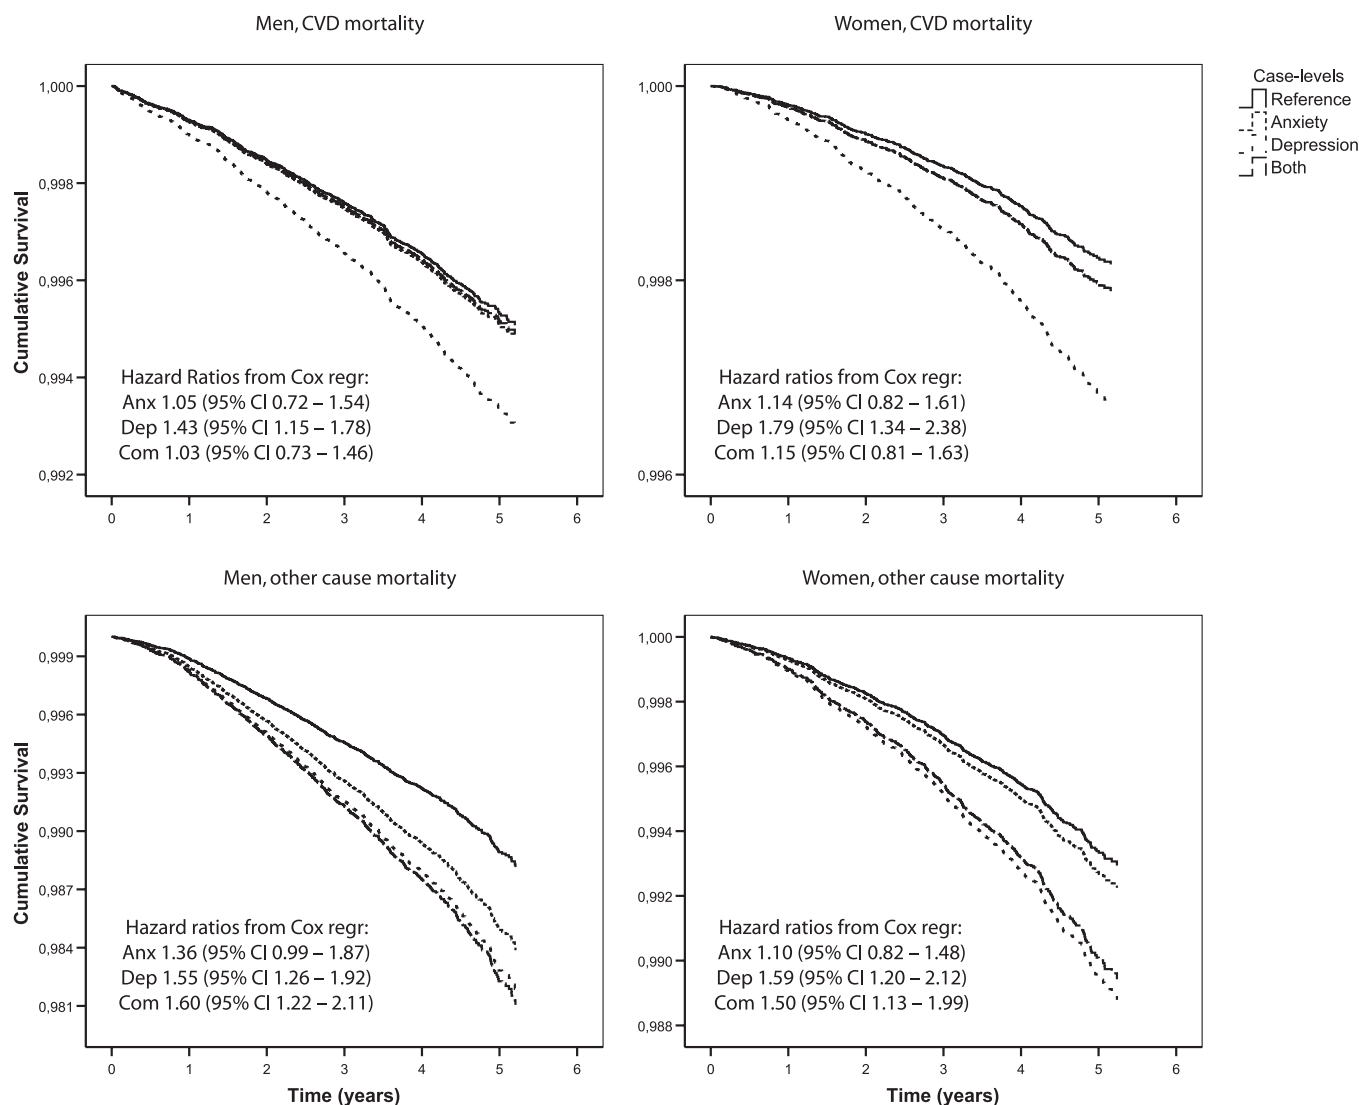 Men, CVD mortality
Women, CVD mortality
Case-levels
Reference
Anxiety
Depression
Both
Cumulative Survival
1,000
0,998
0,996
0,994
0,992
Hazard Ratios from Cox regr:
Anx 1.05 (95% CI 0.72 – 1.54)
Dep 1.43 (95% CI 1.15 – 1.78)
Com 1.03 (95% CI 0.73 – 1.46)
0 1 2 3 4 5 6
1,000
0,998
0,996
Hazard ratios from Cox regr:
Anx 1.14 (95% CI 0.82 – 1.61)
Dep 1.79 (95% CI 1.34 – 2.38)
Com 1.15 (95% CI 0.81 – 1.63)
0 1 2 3 4 5 6
Men, other cause mortality
Women, other cause mortality
Cumulative Survival
0,999
0,996
0,993
0,990
0,987
0,984
0,981
Hazard ratios from Cox regr:
Anx 1.36 (95% CI 0.99 – 1.87)
Dep 1.55 (95% CI 1.26 – 1.92)
Com 1.60 (95% CI 1.22 – 2.11)
0 1 2 3 4 5 6
Time (years)
1,000
0,998
0,996
0,994
0,992
0,990
0,988
Hazard ratios from Cox regr:
Anx 1.10 (95% CI 0.82 – 1.48)
Dep 1.59 (95% CI 1.20 – 2.12)
Com 1.50 (95% CI 1.13 – 1.99)
0 1 2 3 4 5 6
Time (years)